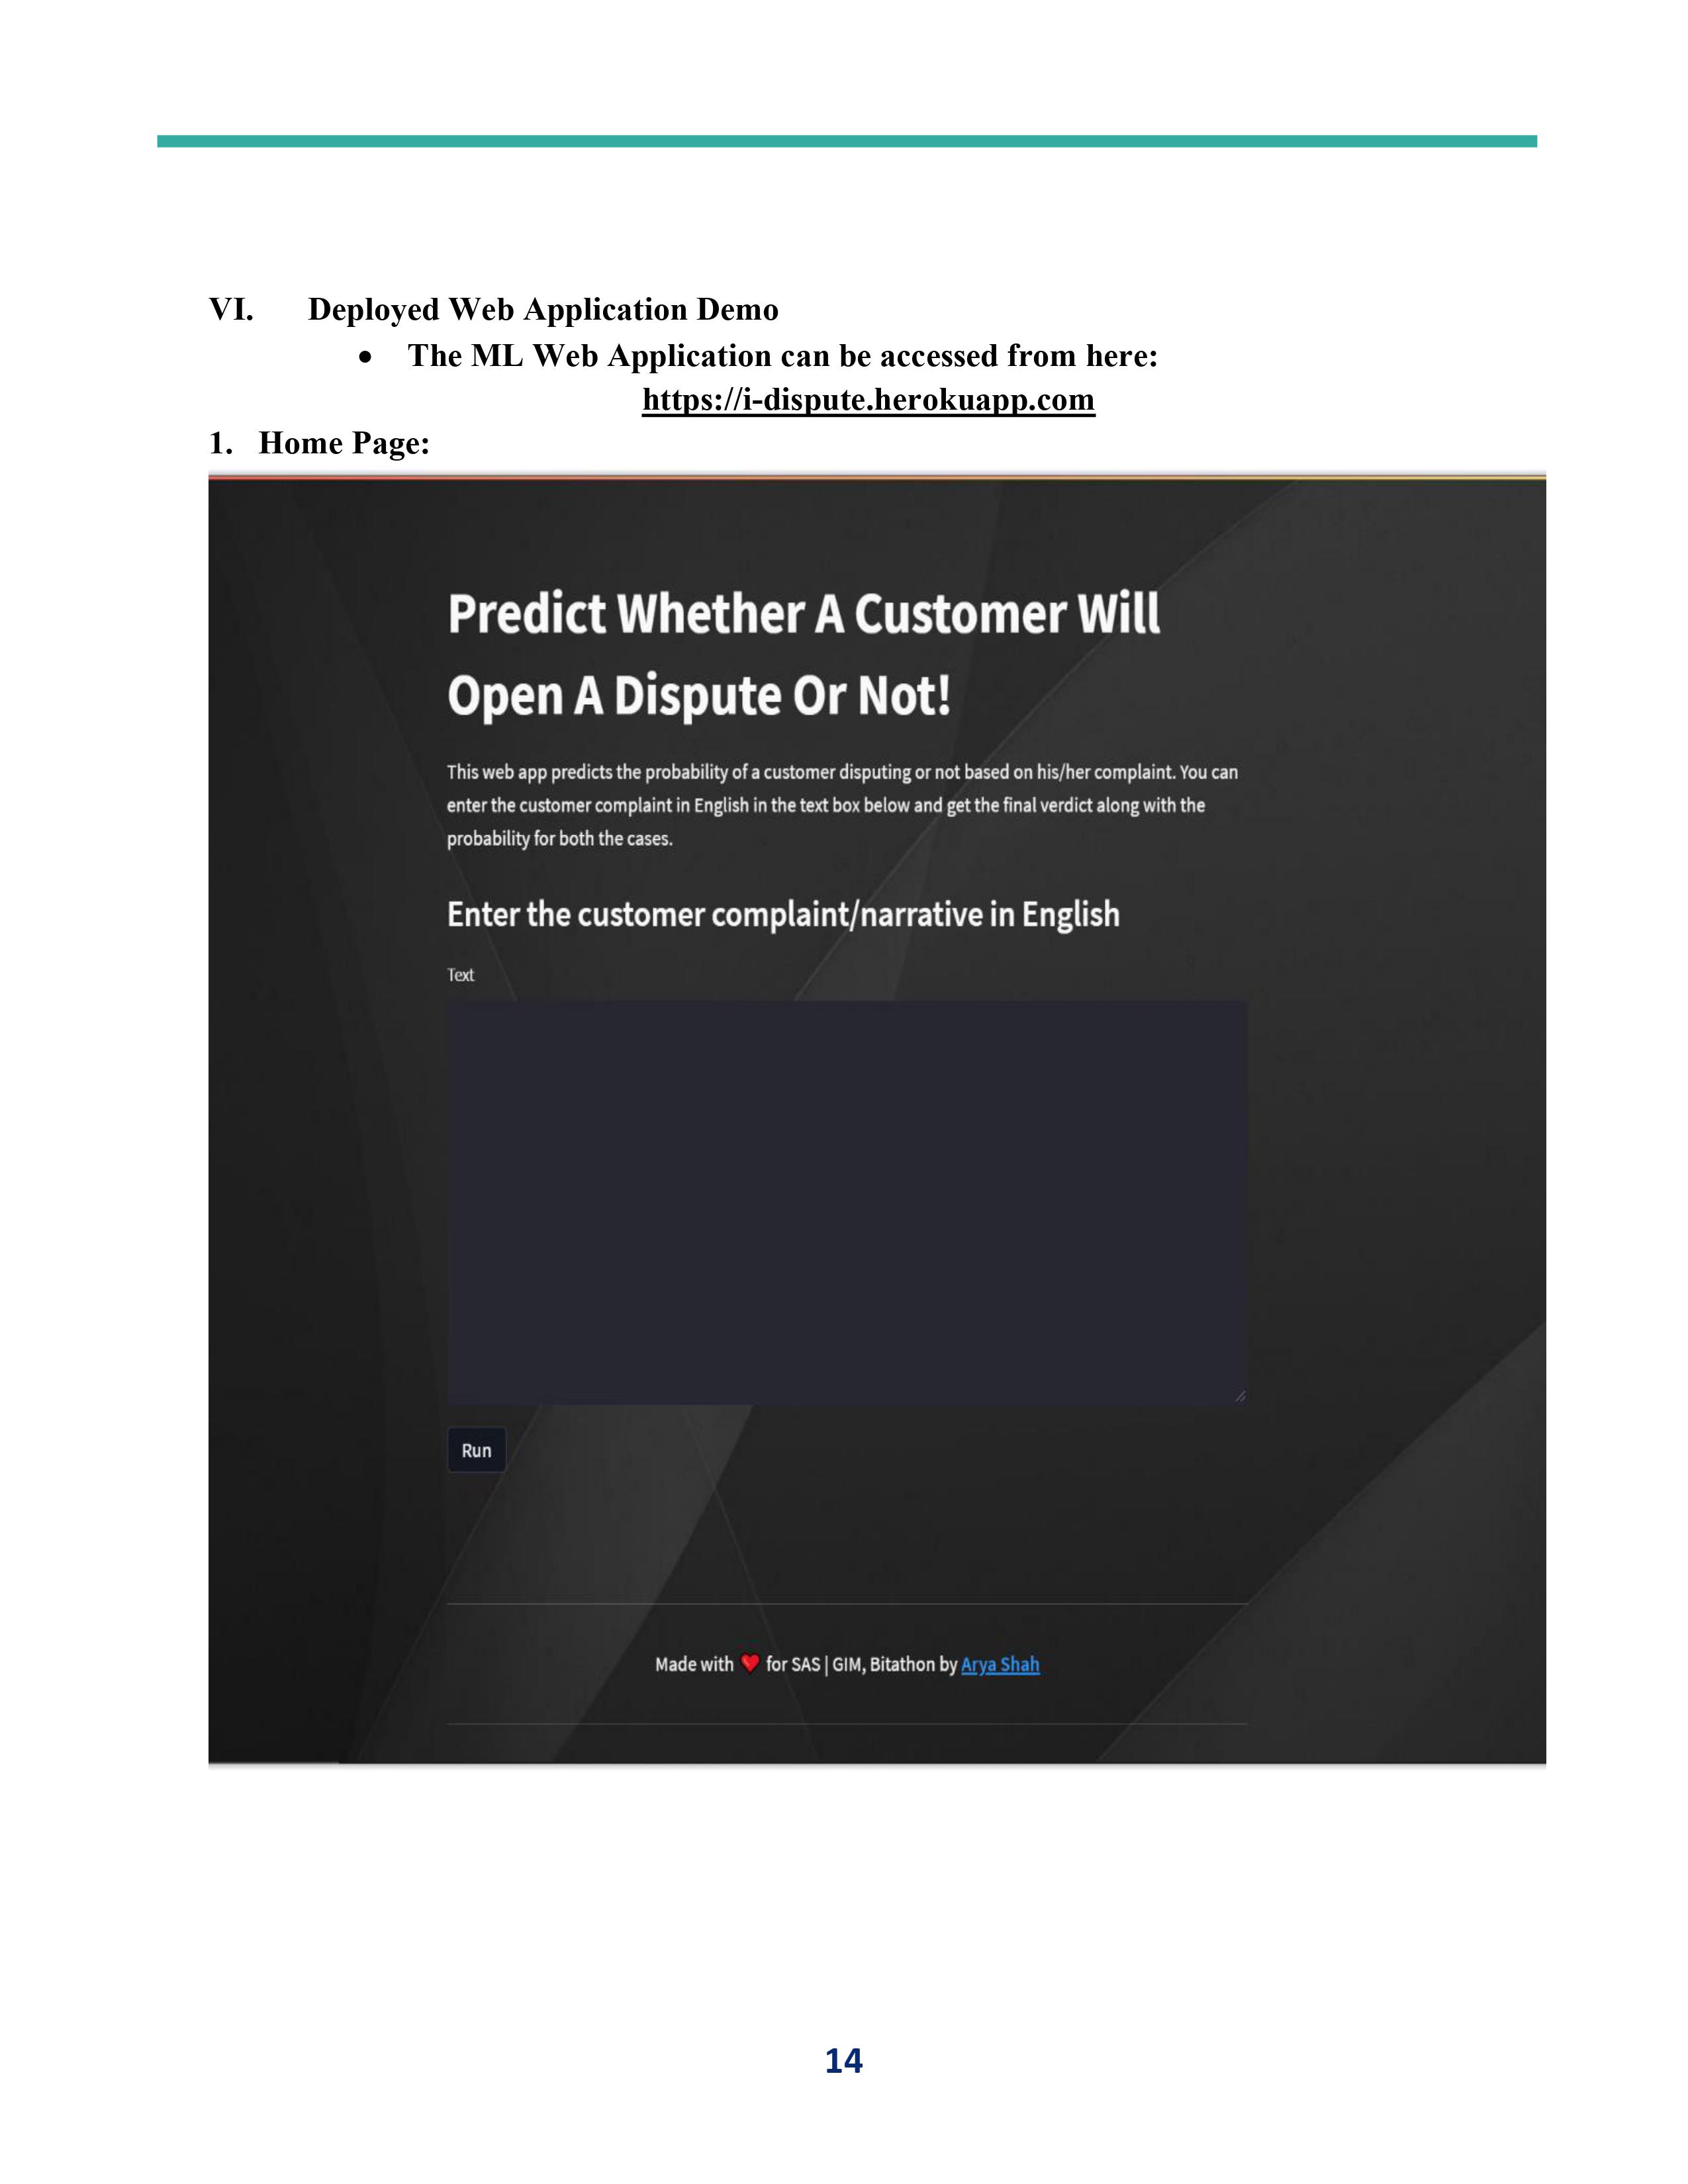 VI. Deployed Web Application Demo
• The ML Web Application can be accessed from here:
https://i-dispute.herokuapp.com
1. Home Page:
Predict Whether A Customer Will
Open A Dispute Or Not!
This web app predicts the probability of a customer disputing or not based on his/her complaint. You can
enter the customer complaint in English in the text box below and get the final verdict along with the
probability for both the cases.
Enter the customer complaint/narrative in English
Text
Run
Made with ❤ for SAS | GIM, Bitathon by Arya Shah
14